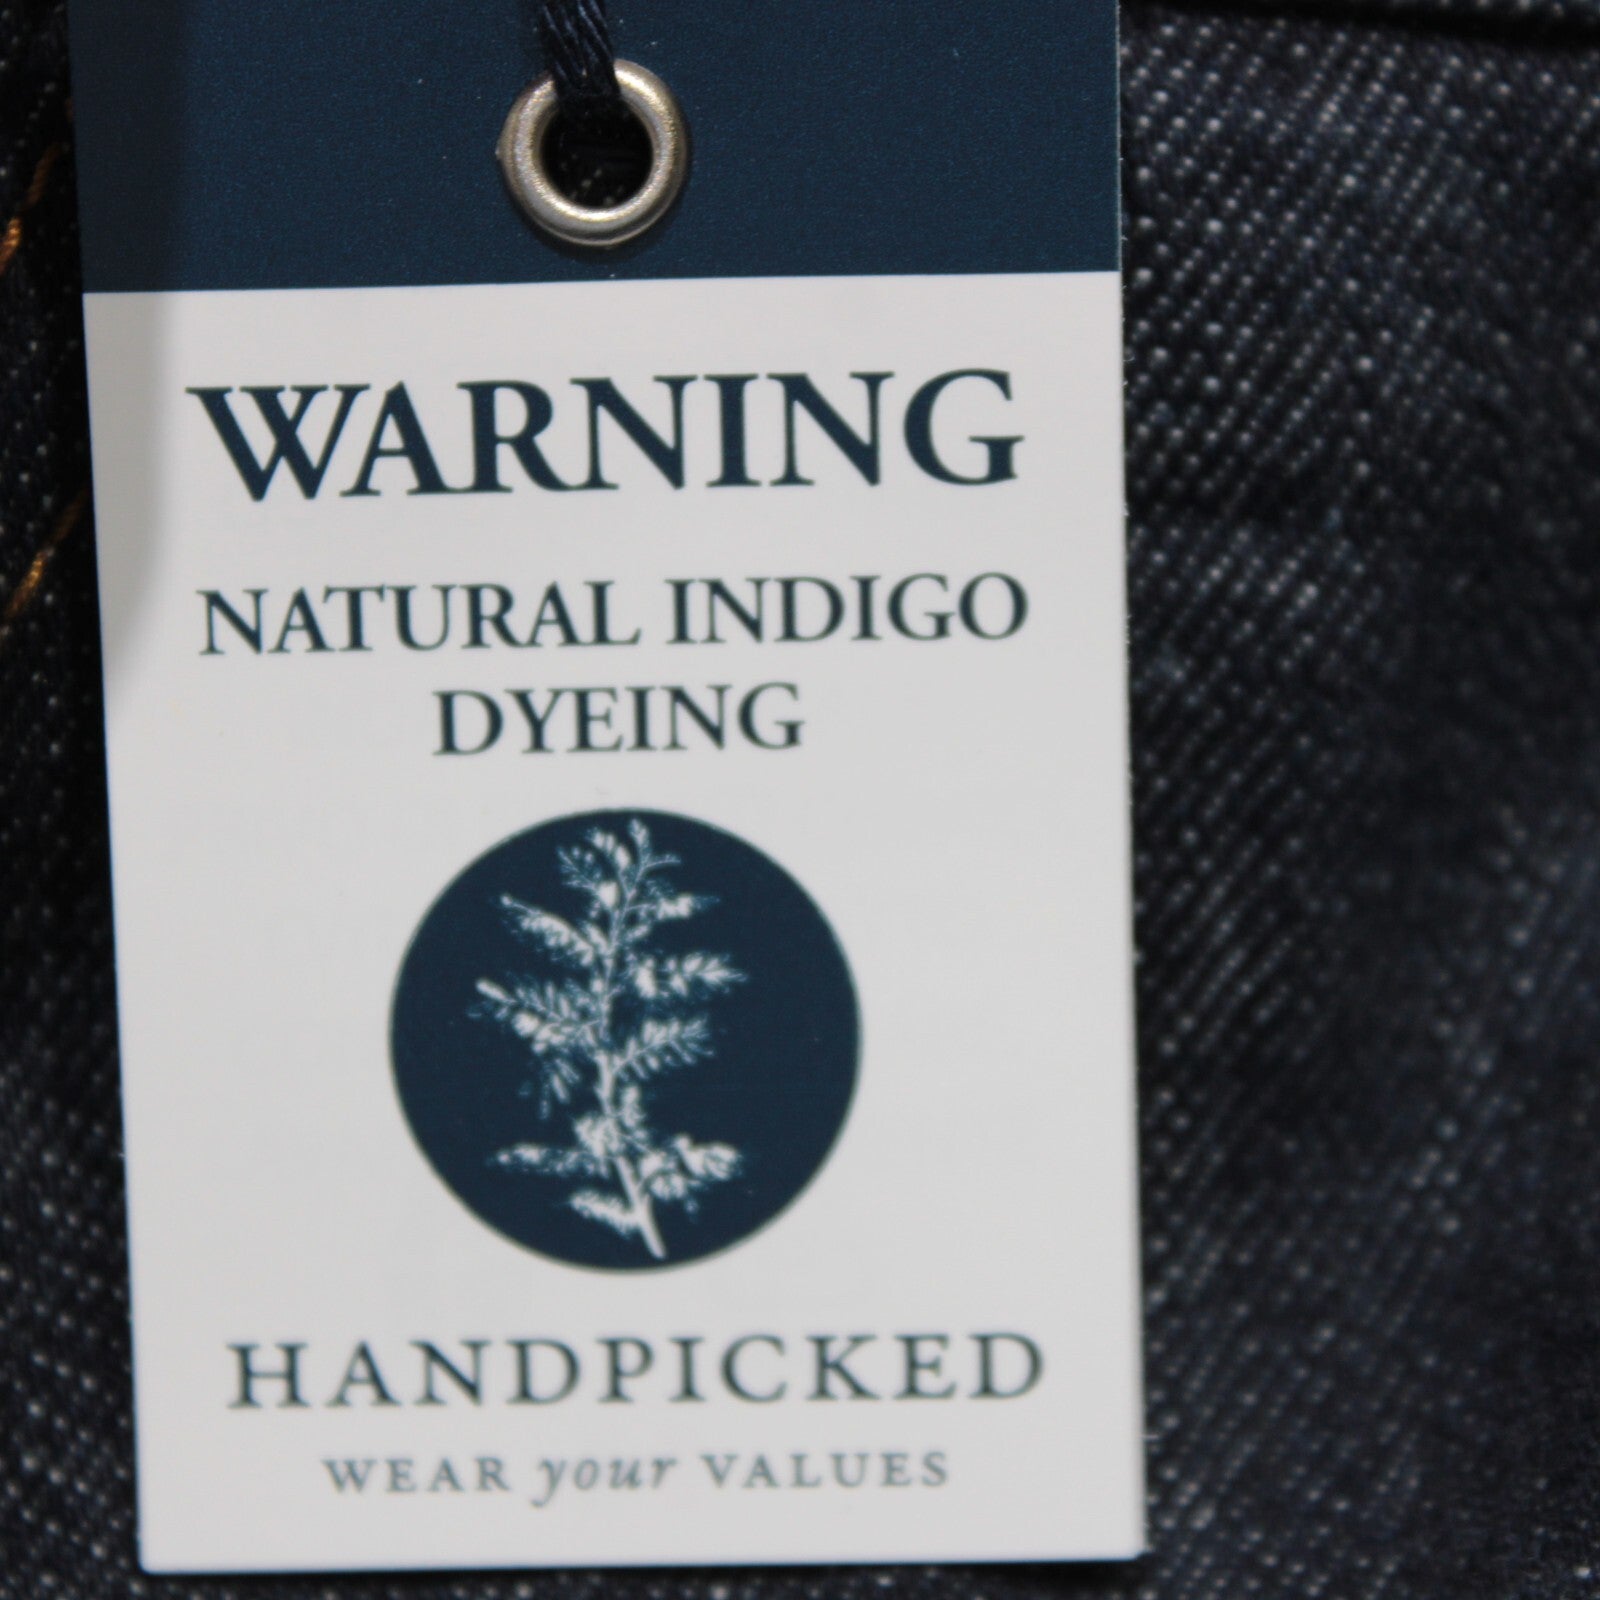 WARNING
NATURAL INDIGO
DYEING
HANDPICKED
WEAR your VALUES